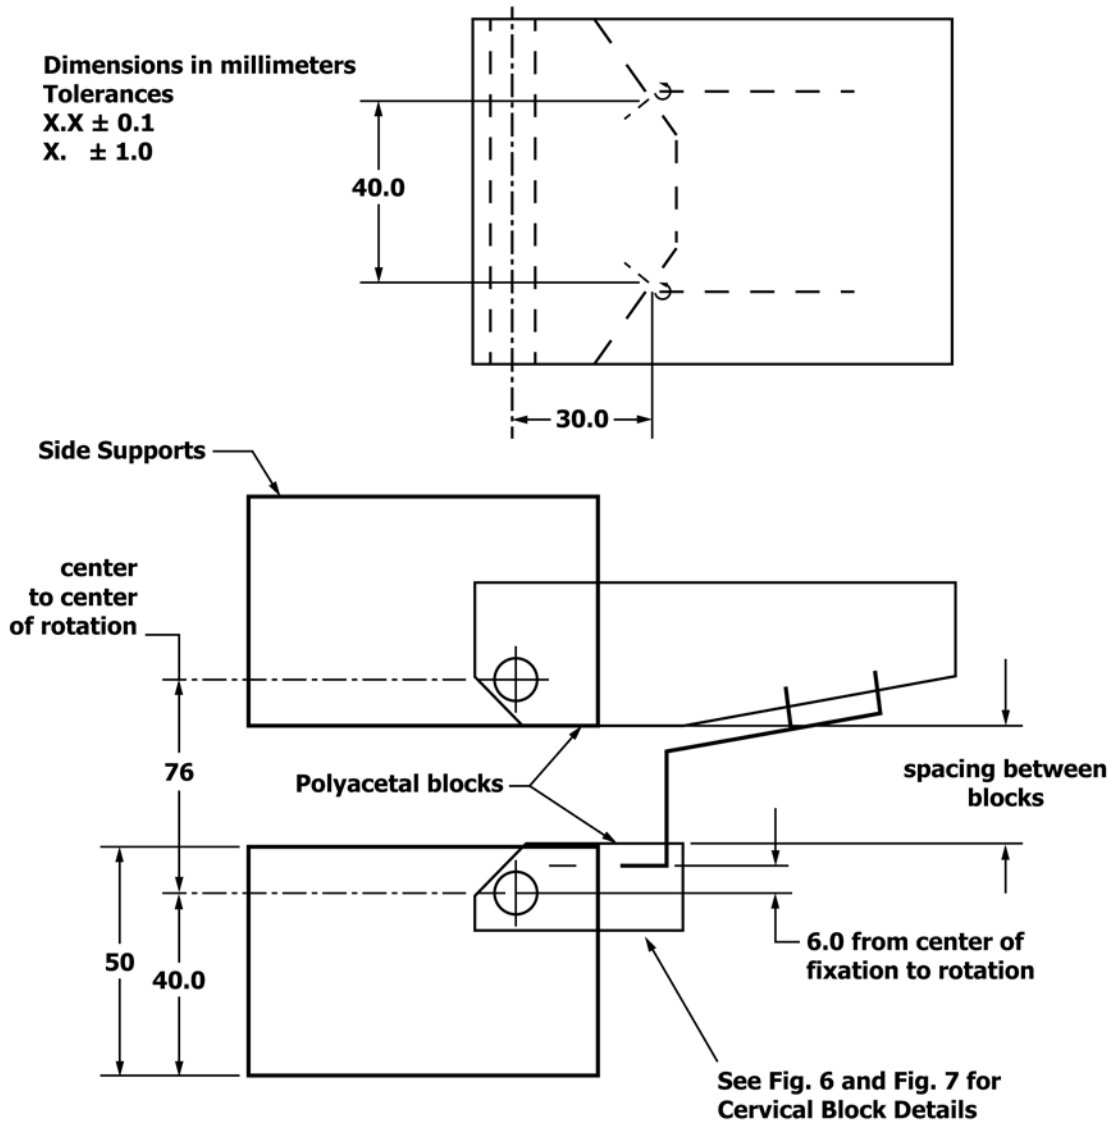 Dimensions in millimeters
Tolerances
X.X ± 0.1
X. ± 1.0
40.0
30.0
Side Supports
center
to center
of rotation
76
Polyacetal blocks
spacing between
blocks
50
40.0
6.0 from center of
fixation to rotation
See Fig. 6 and Fig. 7 for
Cervical Block Details